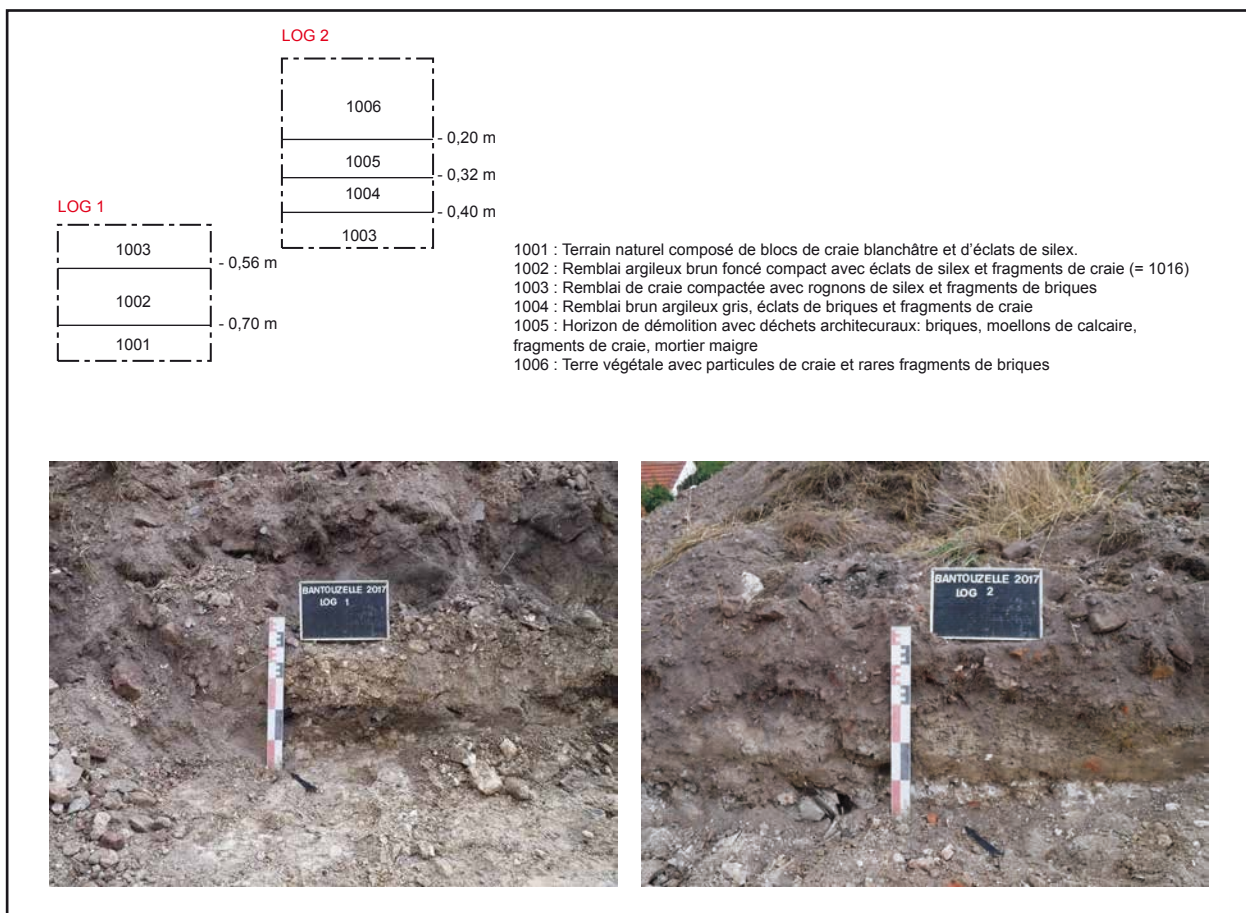 LOG 2
1006
- 0,20 m
1005
- 0,32 m
1004
- 0,40 m
1003
LOG 1
1003
- 0,56 m
1002
- 0,70 m
1001
1001 : Terrain naturel composé de blocs de craie blanchâtre et d'éclats de silex.
1002 : Remblai argileux brun foncé compact avec éclats de silex et fragments de craie (= 1016)
1003 : Remblai de craie compactée avec rognons de silex et fragments de briques
1004 : Remblai brun argileux gris, éclats de briques et fragments de craie
1005 : Horizon de démolition avec déchets architecuraux: briques, moellons de calcaire,
fragments de craie, mortier maigre
1006 : Terre végétale avec particules de craie et rares fragments de briques
BANTOUZELLE 2017
LOG 1
BANTOUZELLE 2017
LOG 2